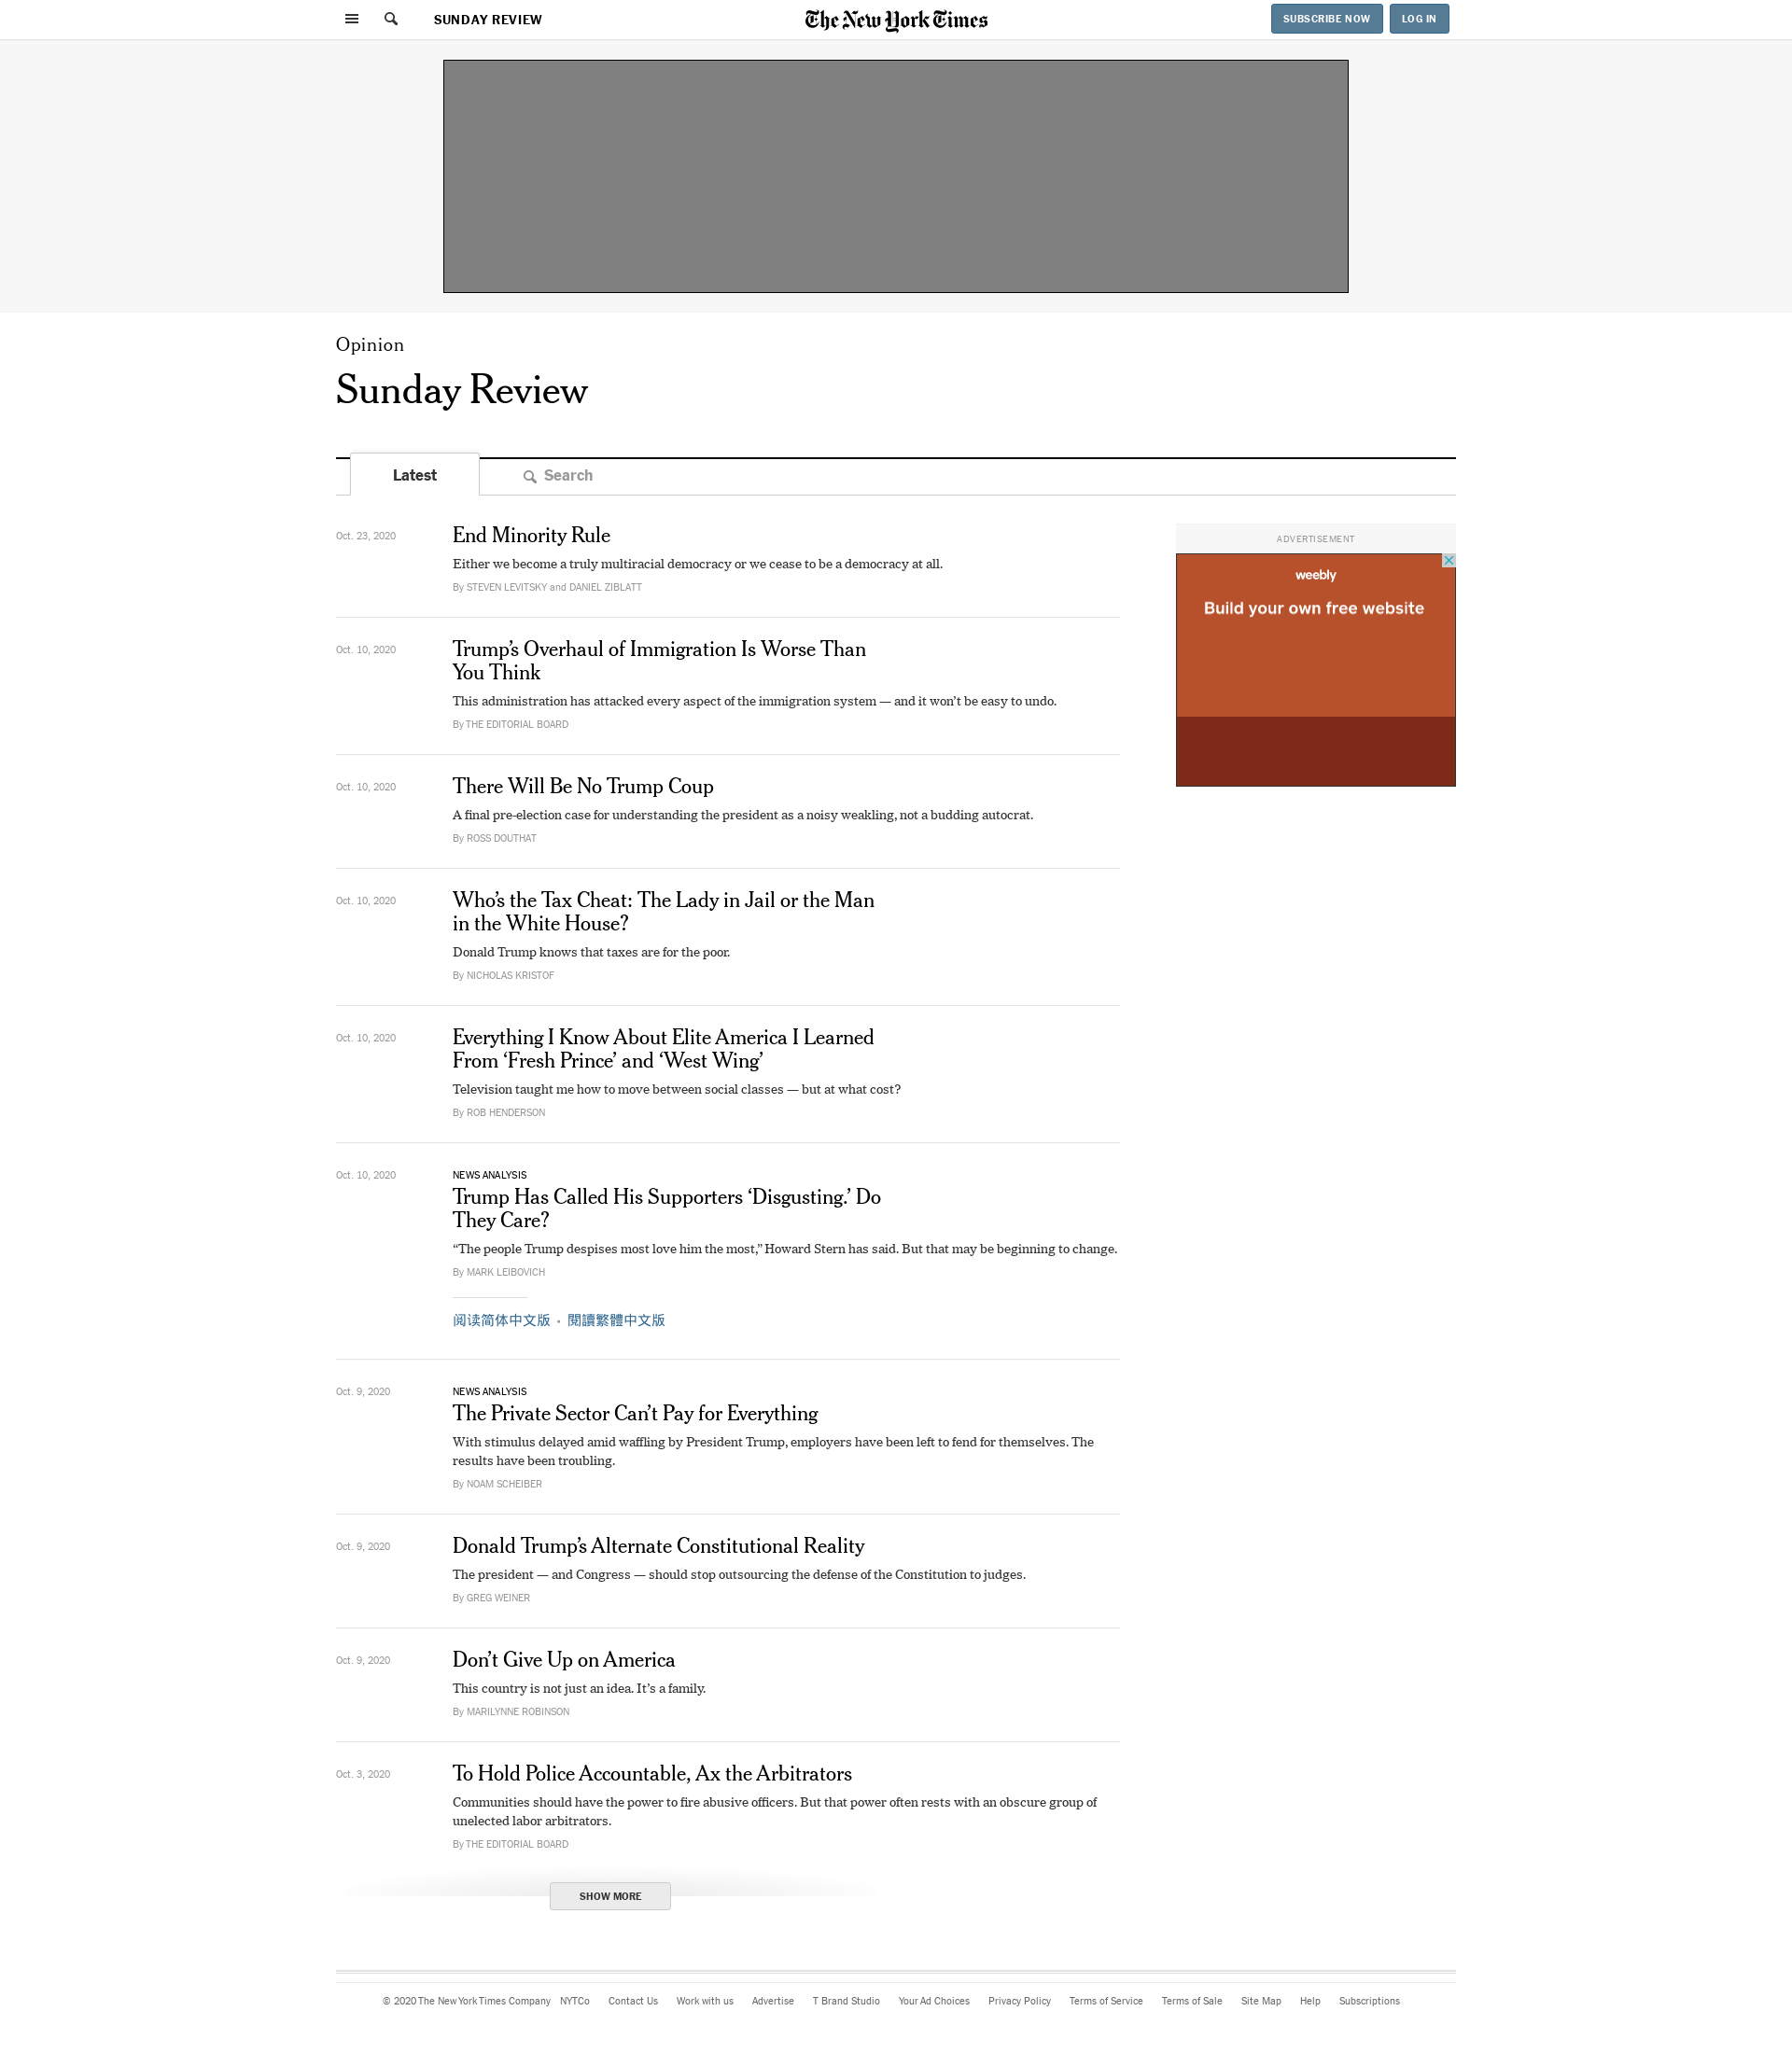 SUNDAY REVIEW
The New York Times
SUBSCRIBE NOW
LOG IN
Opinion
Sunday Review
Latest
Search
Oct. 23, 2020
End Minority Rule
Either we become a truly multiracial democracy or we cease to be a democracy at all.
By STEVEN LEVITSKY and DANIEL ZIBLATT
ADVERTISEMENT
weebly
Build your own free website
Oct. 10, 2020
Trump’s Overhaul of Immigration Is Worse Than
You Think
This administration has attacked every aspect of the immigration system — and it won’t be easy to undo.
By THE EDITORIAL BOARD
Oct. 10, 2020
There Will Be No Trump Coup
A final pre-election case for understanding the president as a noisy weakling, not a budding autocrat.
By ROSS DOUTHAT
Oct. 10, 2020
Who’s the Tax Cheat: The Lady in Jail or the Man
in the White House?
Donald Trump knows that taxes are for the poor.
By NICHOLAS KRISTOF
Oct. 10, 2020
Everything I Know About Elite America I Learned
From ‘Fresh Prince’ and ‘West Wing’
Television taught me how to move between social classes — but at what cost?
By ROB HENDERSON
Oct. 10, 2020
NEWS ANALYSIS
Trump Has Called His Supporters ‘Disgusting.’ Do
They Care?
“The people Trump despises most love him the most,” Howard Stern has said. But that may be beginning to change.
By MARK LEIBOVICH
阅读简体中文版 • 閱讀繁體中文版
Oct. 9, 2020
NEWS ANALYSIS
The Private Sector Can’t Pay for Everything
With stimulus delayed amid waffling by President Trump, employers have been left to fend for themselves. The
results have been troubling.
By NOAM SCHEIBER
Oct. 9, 2020
Donald Trump’s Alternate Constitutional Reality
The president — and Congress — should stop outsourcing the defense of the Constitution to judges.
By GREG WEINER
Oct. 9, 2020
Don’t Give Up on America
This country is not just an idea. It’s a family.
By MARILYNNE ROBINSON
Oct. 3, 2020
To Hold Police Accountable, Ax the Arbitrators
Communities should have the power to fire abusive officers. But that power often rests with an obscure group of
unelected labor arbitrators.
By THE EDITORIAL BOARD
SHOW MORE
© 2020 The New York Times Company NYTCo Contact Us Work with us Advertise T Brand Studio Your Ad Choices Privacy Policy Terms of Service Terms of Sale Site Map Help Subscriptions